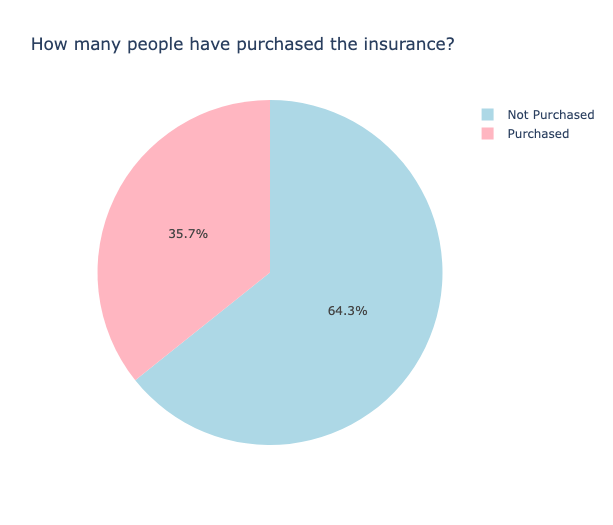 How many people have purchased the insurance?
Not Purchased
Purchased
35.7%
64.3%